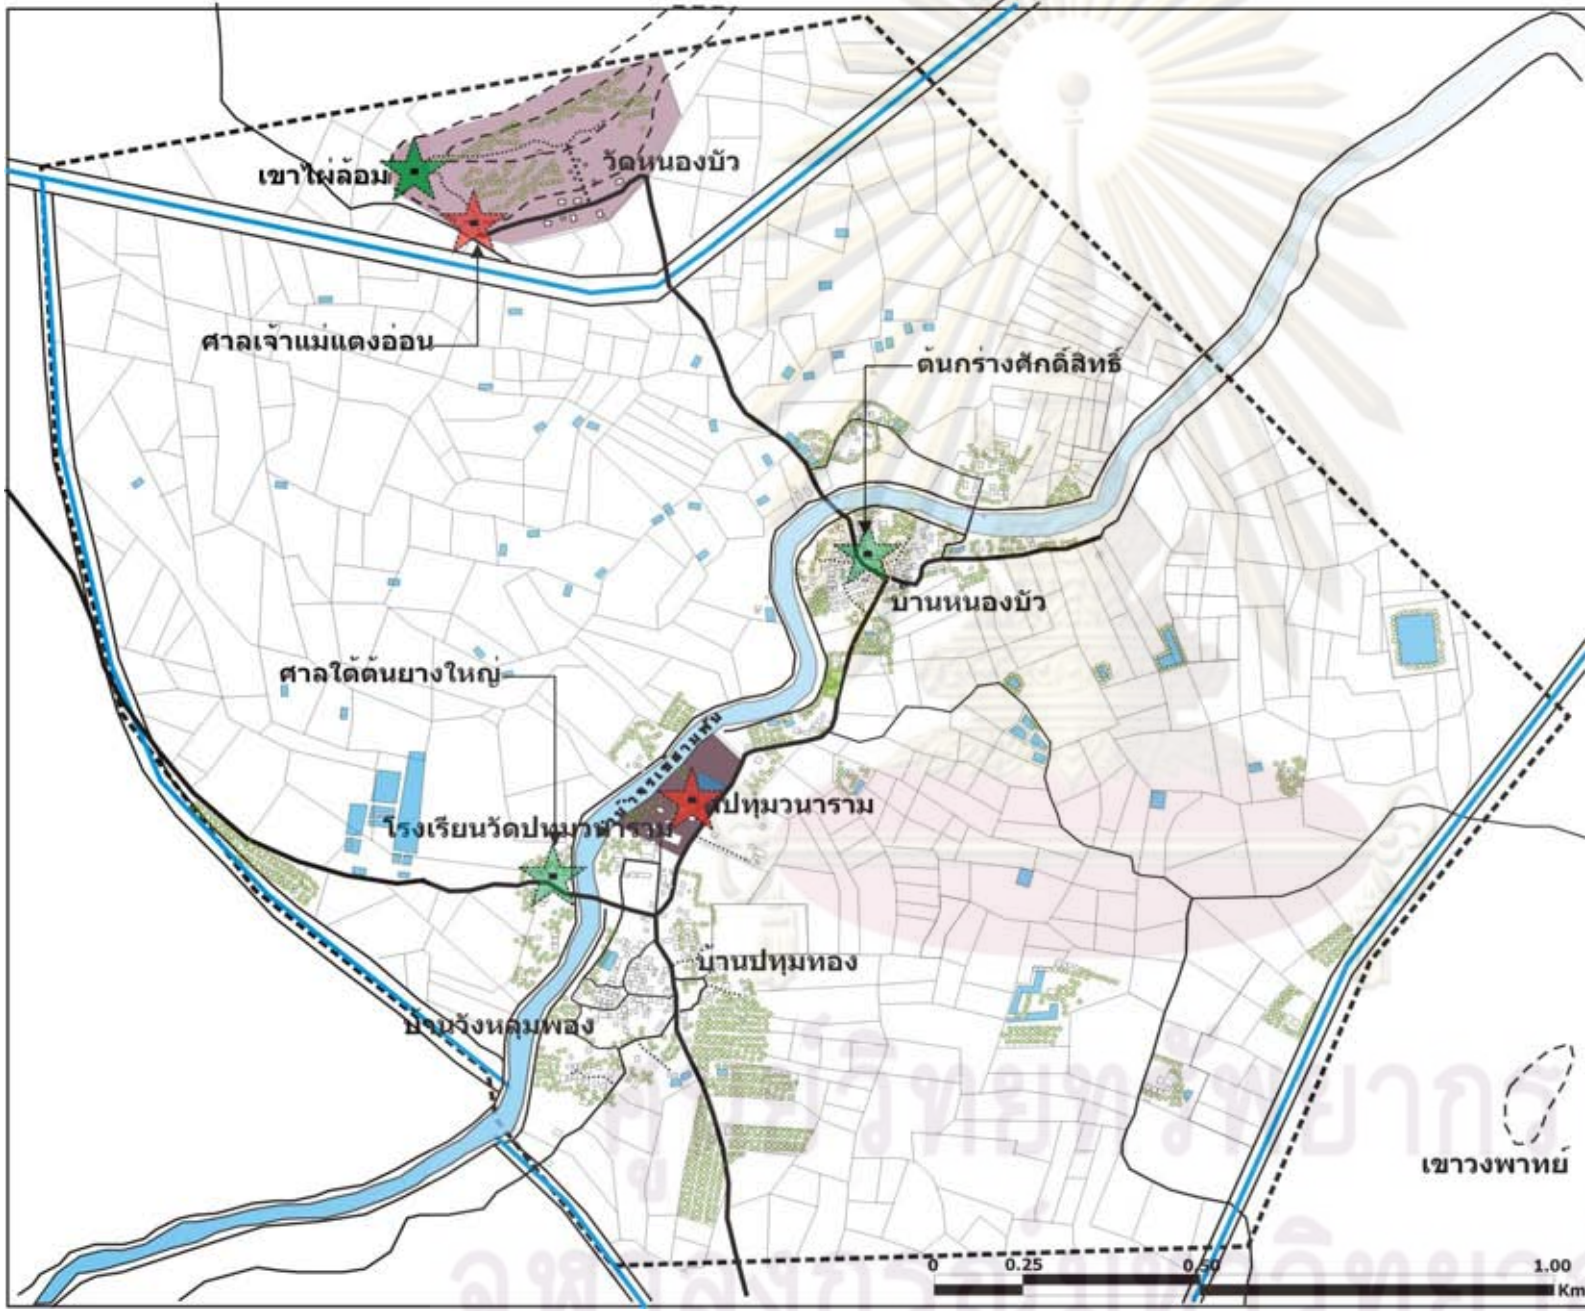 เขาไผ่ล้อม
วัดหนองบัว
ศาลเจ้าแม่แตงอ่อน
ต้นกร่างศักดิ์สิทธิ์
บ้านหนองบัว
ศาลใต้ต้นยางใหญ่
ปทุมวนาราม
โรงเรียนวัดปทุมวนาราม
บ้านปทุมทอง
บ้านวังหลุมพอง
เขาวงพาทย์
0 0.25 0.50 1.00
Km